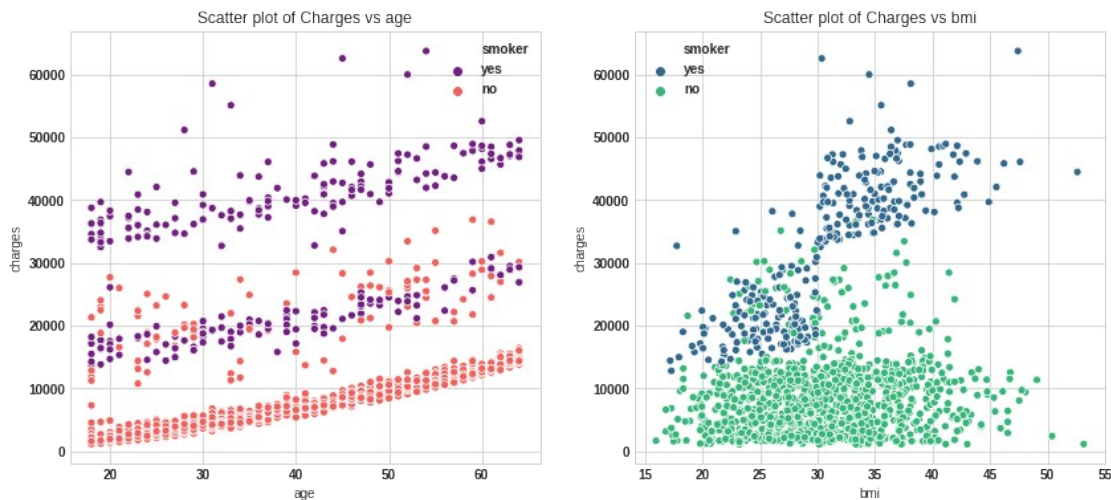 Scatter plot of Charges vs age
smoker
yes
no
charges
60000
50000
40000
30000
20000
10000
0
20
30
40
50
60
age
Scatter plot of Charges vs bmi
smoker
yes
no
charges
60000
50000
40000
30000
20000
10000
0
15
20
25
30
35
40
45
50
55
bmi